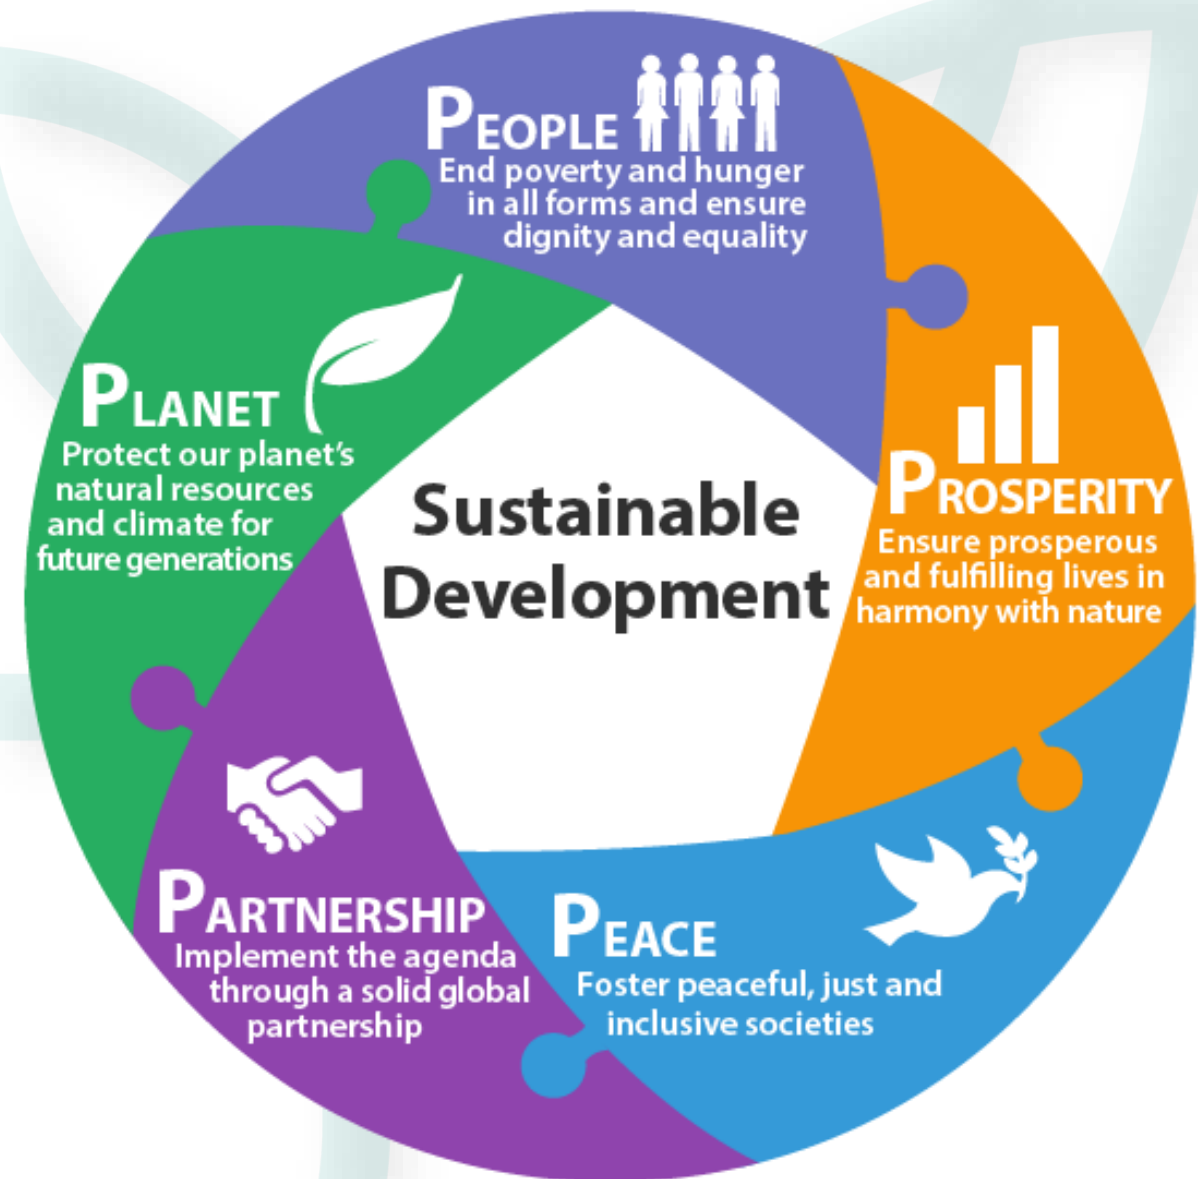 PEOPLE
End poverty and hunger
in all forms and ensure
dignity and equality
PROSPERITY
Ensure prosperous
and fulfilling lives in
harmony with nature
PEACE
Foster peaceful, just and
inclusive societies
PARTNERSHIP
Implement the agenda
through a solid global
partnership
PLANET
Protect our planet's
natural resources
and climate for
future generations
Sustainable
Development